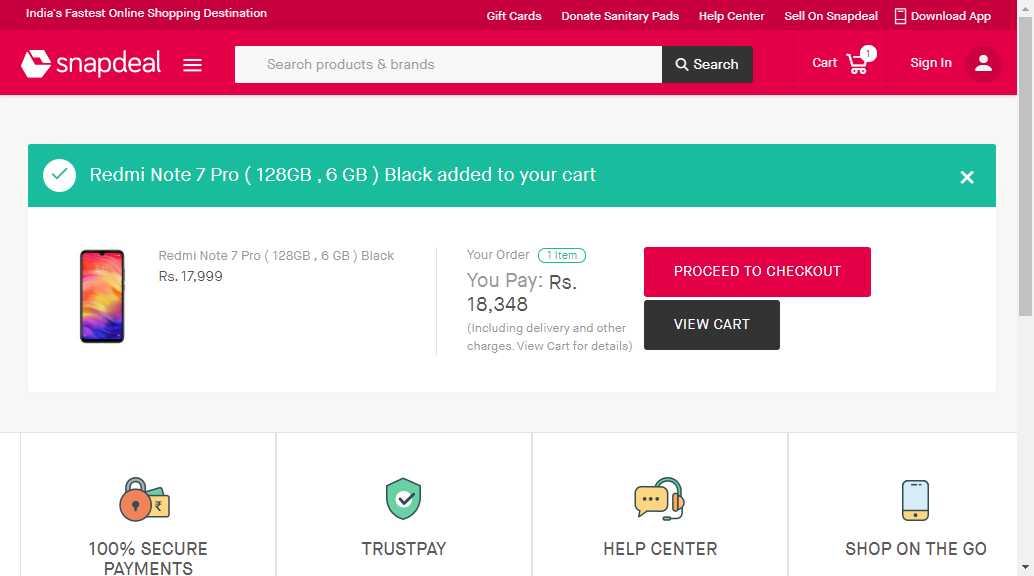 India's Fastest Online Shopping Destination
Gift Cards Donate Sanitary Pads Help Center Sell On Snapdeal Download App
snapdeal Search products & brands Search Cart 1 Sign In
Redmi Note 7 Pro ( 128GB , 6 GB ) Black added to your cart
Redmi Note 7 Pro ( 128GB , 6 GB ) Black
Rs. 17,999
Your Order 1 Item
You Pay: Rs.
18,348
(Including delivery and other
charges. View Cart for details)
PROCEED TO CHECKOUT
VIEW CART
₹
100% SECURE
PAYMENTS
TRUSTPAY
HELP CENTER
SHOP ON THE GO